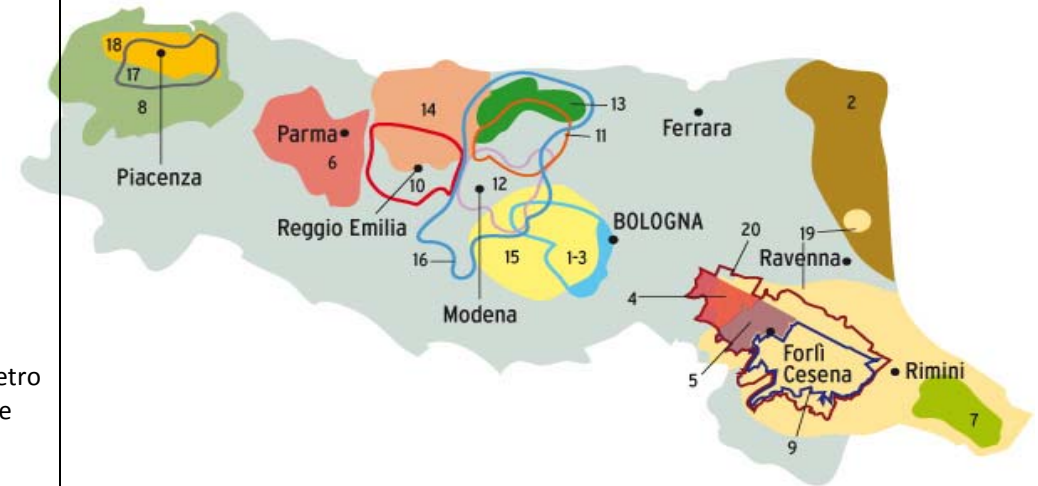 18
17
8
Piacenza
Parma
6
14
10
Reggio Emilia
13
11
12
16
15
1-3
Modena
BOLOGNA
Ferrara
2
19
20
Ravenna
4
5
Forlì
Cesena
9
Rimini
7
etro
e